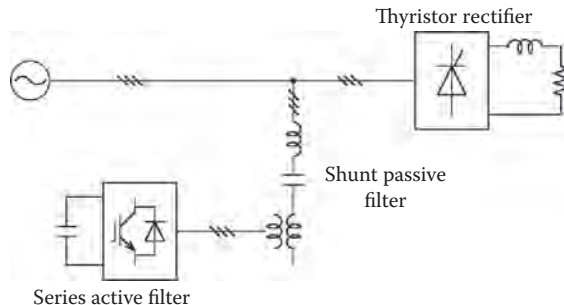 Thyristor rectifier
Shunt passive
filter
Series active filter